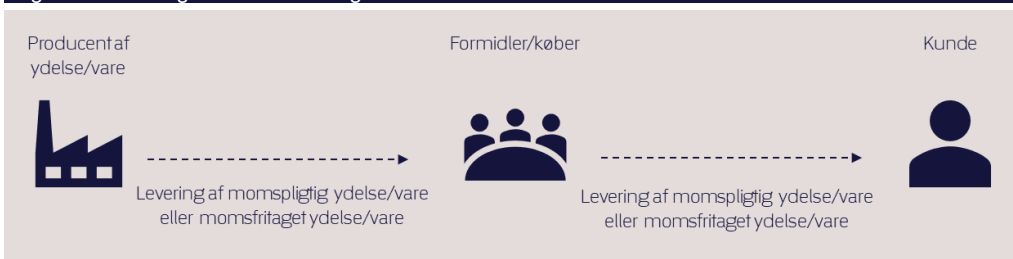 Producent af
ydelse/vare
Formidler/køber
Kunde
Levering af momspligtig ydelse/vare
eller momsfritaget ydelse/vare
Levering af momspligtig ydelse/vare
eller momsfritaget ydelse/vare